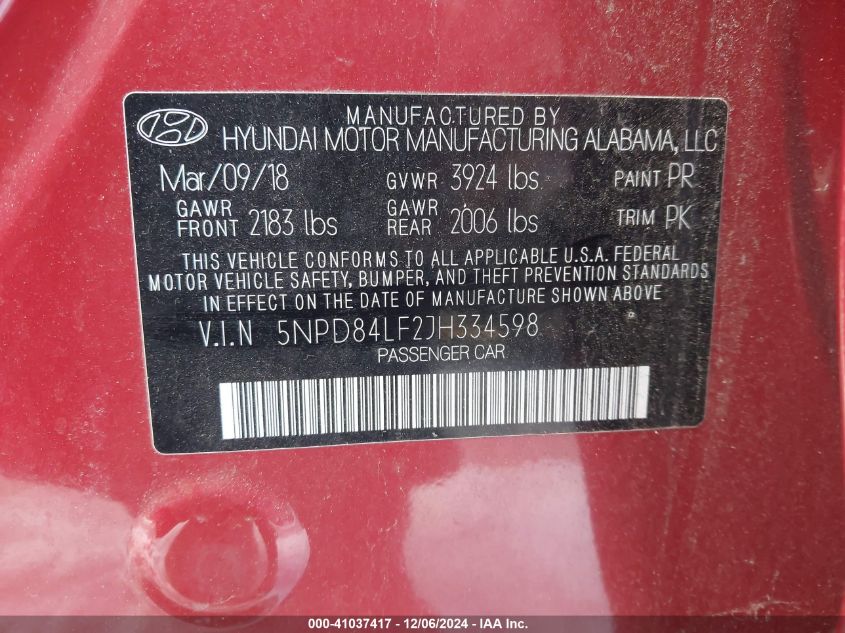 MANUFACTURED BY
HYUNDAI MOTOR MANUFACTURING ALABAMA, LLC
Mar/09/18 GVWR 3924 lbs PAINT PR
GAWR FRONT 2183 lbs GAWR REAR 2006 lbs TRIM PK
THIS VEHICLE CONFORMS TO ALL APPLICABLE U.S.A. FEDERAL
MOTOR VEHICLE SAFETY, BUMPER, AND THEFT PREVENTION STANDARDS
IN EFFECT ON THE DATE OF MANUFACTURE SHOWN ABOVE
V.I.N 5NPD84LF2JH334598
PASSENGER CAR
000-41037417 - 12/06/2024 - IAA Inc.